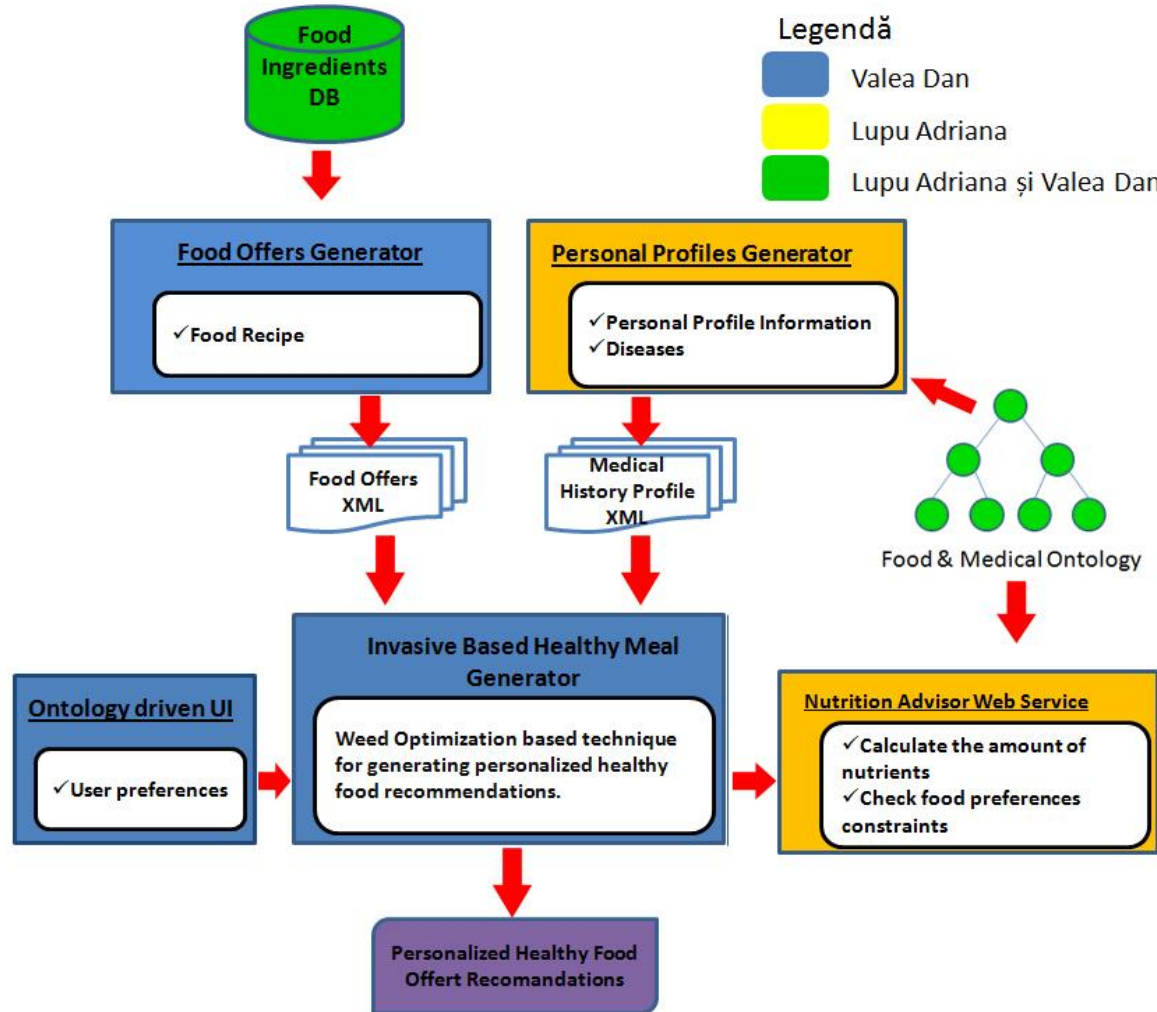 Food
Ingredients
DB
Legendă
Valea Dan
Lupu Adriana
Lupu Adriana și Valea Dan
Food Offers Generator
✓Food Recipe
Personal Profiles Generator
✓Personal Profile Information
✓Diseases
Food Offers
XML
Medical
History Profile
XML
Food & Medical Ontology
Ontology driven UI
✓User preferences
Invasive Based Healthy Meal
Generator
Weed Optimization based technique
for generating personalized healthy
food recommendations.
Nutrition Advisor Web Service
✓Calculate the amount of
nutrients
✓Check food preferences
constraints
Personalized Healthy Food
Offert Recomandations